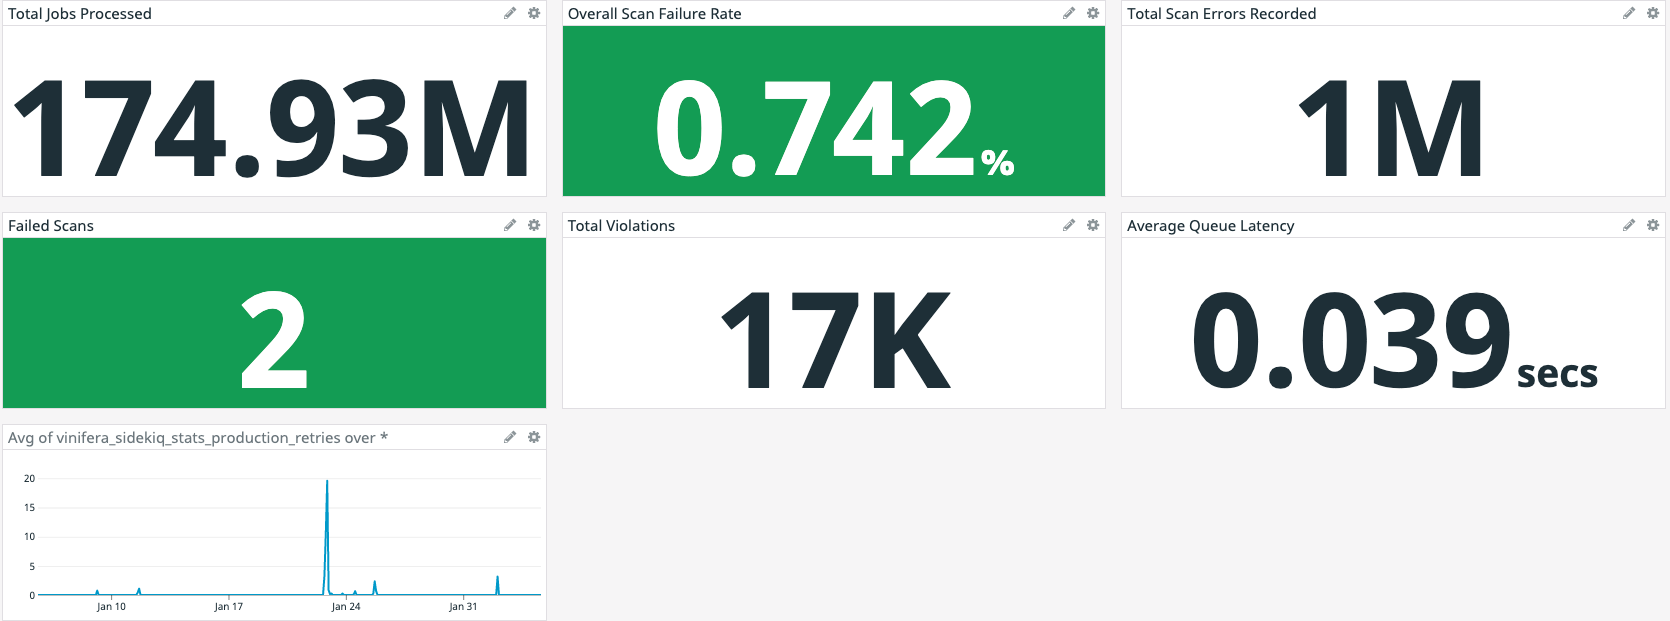 Total Jobs Processed
174.93M
Overall Scan Failure Rate
0.742%
Total Scan Errors Recorded
1M
Failed Scans
2
Total Violations
17K
Average Queue Latency
0.039 secs
Avg of vinifera_sidekiq_stats_production_retries over *
20
15
10
5
0
Jan 10 Jan 17 Jan 24 Jan 31